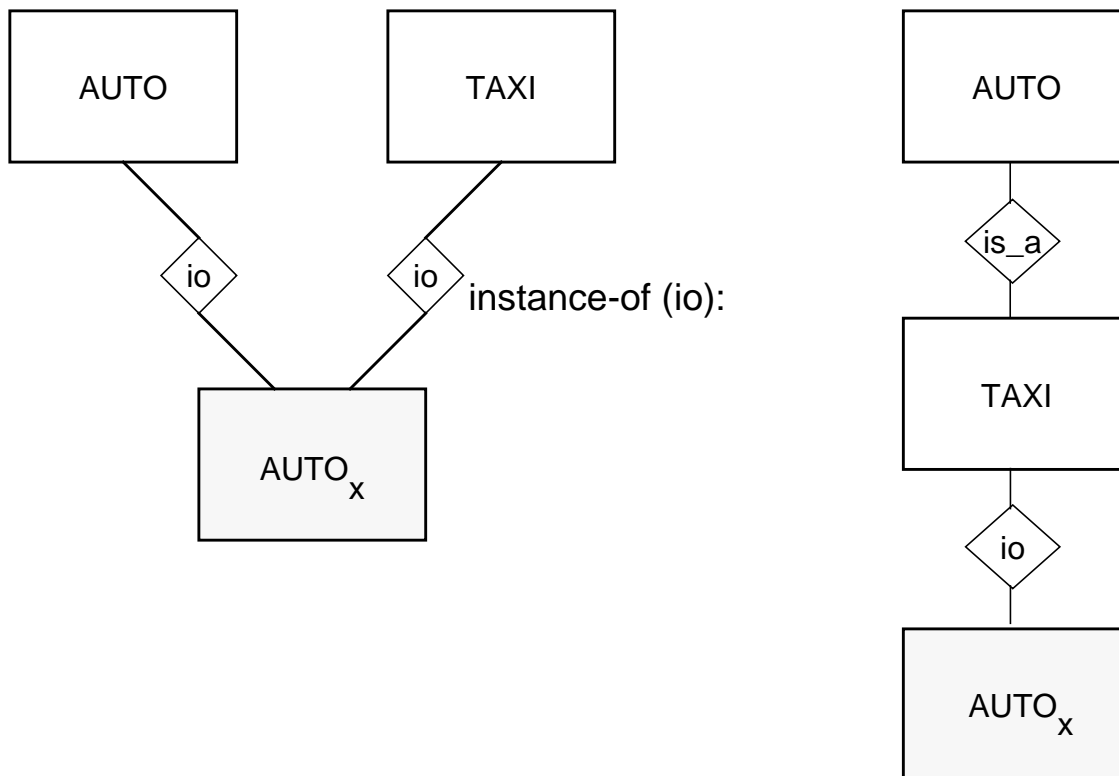 AUTO
TAXI
AUTO
io
io
is_a
instance-of (io):
TAXI
AUTOx
io
AUTOx